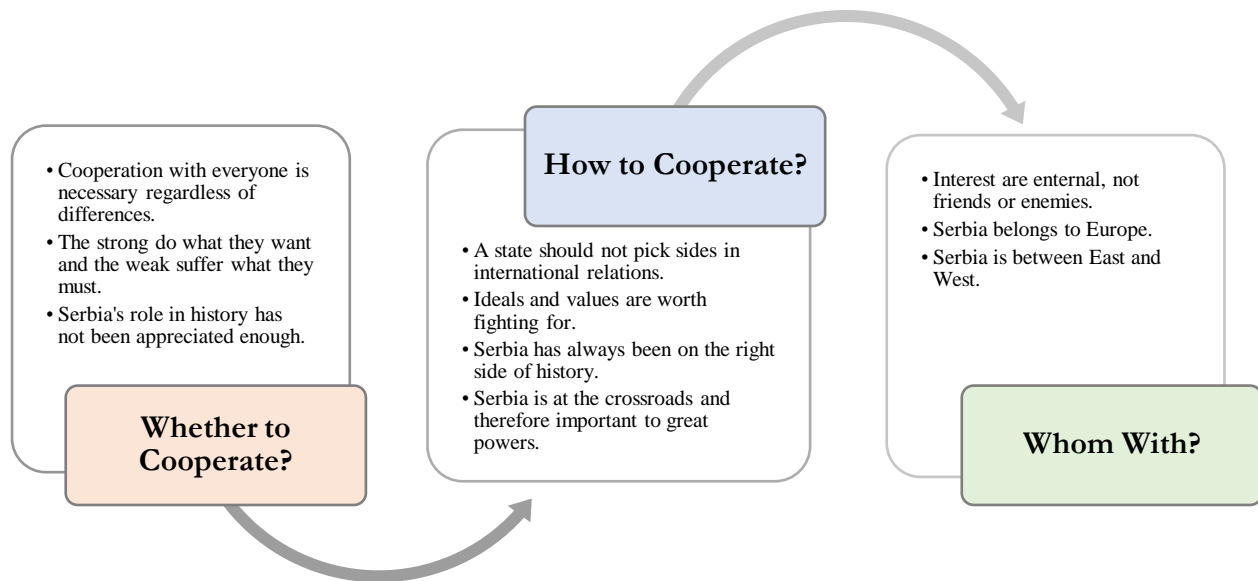 • Cooperation with everyone is
necessary regardless of
differences.
• The strong do what they want
and the weak suffer what they
must.
• Serbia's role in history has
not been appreciated enough.
Whether to
Cooperate?
How to Cooperate?
• A state should not pick sides in
international relations.
• Ideals and values are worth
fighting for.
• Serbia has always been on the right
side of history.
• Serbia is at the crossroads and
therefore important to great
powers.
• Interest are enternal, not
friends or enemies.
• Serbia belongs to Europe.
• Serbia is between East and
West.
Whom With?